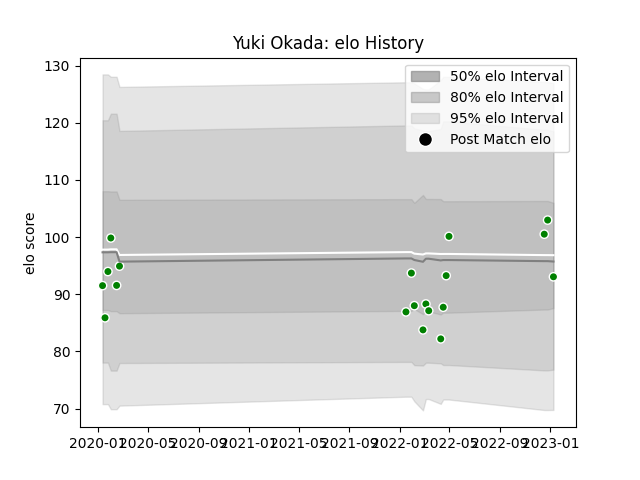 Yuki Okada: elo History
130
120
110
100
90
80
70
elo score
50% elo Interval
80% elo Interval
95% elo Interval
Post Match elo
2020-01 2020-05 2020-09 2021-01 2021-05 2021-09 2022-01 2022-05 2022-09 2023-01